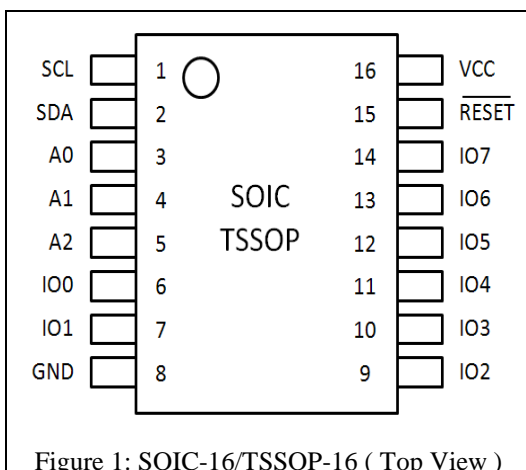 SCL 1 16 VCC
SDA 2 15 RESET
A0 3 14 IO7
A1 4 SOIC 13 IO6
A2 5 TSSOP 12 IO5
IO0 6 11 IO4
IO1 7 10 IO3
GND 8 9 IO2
Figure 1: SOIC-16/TSSOP-16 ( Top View )